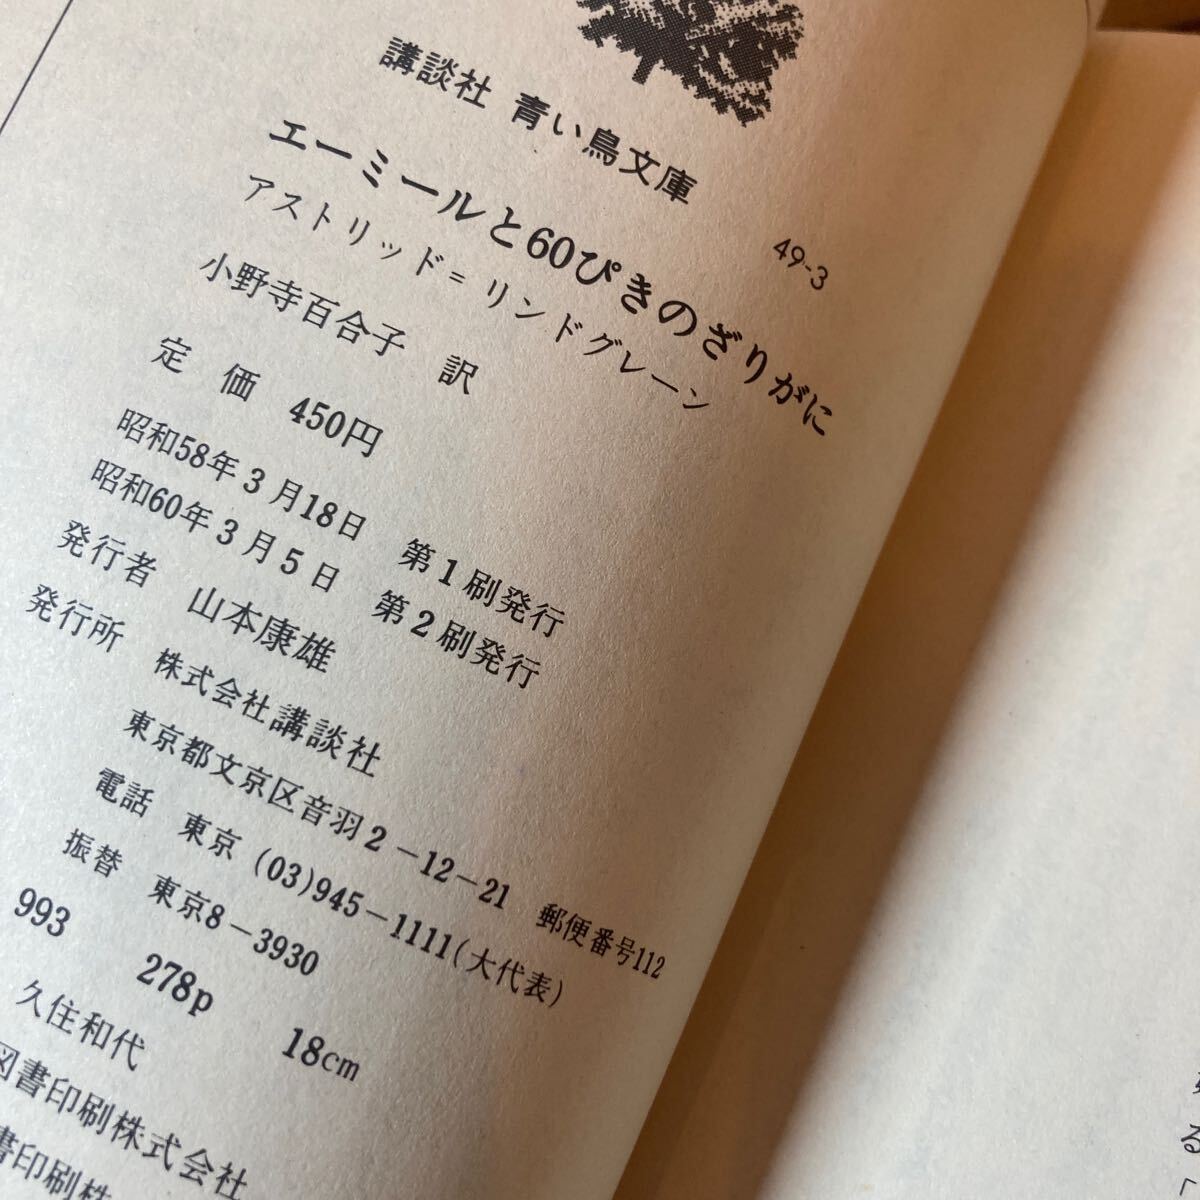 講談社 青い鳥文庫
49-3
エーミールと60ぴきのざりがに
アストリッド=リンドグレーン
小野寺百合子 訳
定 価 450円
昭和58年3月18日 第1刷発行
昭和60年3月5日 第2刷発行
発行者 山本康雄
発行所 株式会社講談社
東京都文京区音羽2-12-21 郵便番号112
電話 東京 (03)945-1111(大代表)
振替 東京8-3930
993 278p 18cm
久住和代
図書印刷株式会社
書印刷株
る「